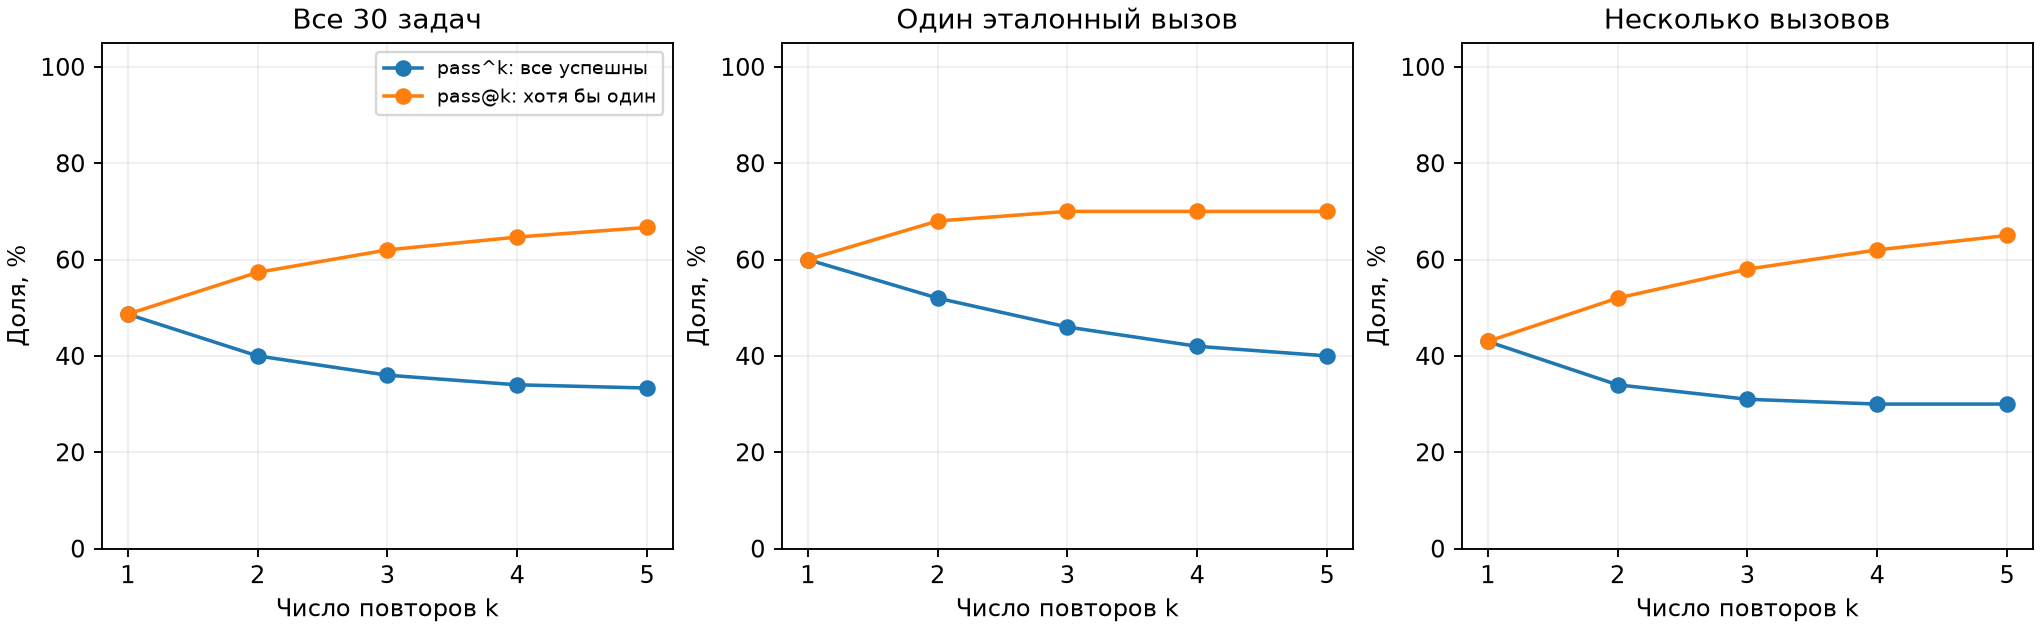 Все 30 задач
Доля, %
100
80
60
40
20
0
pass^k: все успешны
pass@k: хотя бы один
1 2 3 4 5
Число повторов k
Один эталонный вызов
Доля, %
100
80
60
40
20
0
1 2 3 4 5
Число повторов k
Несколько вызовов
Доля, %
100
80
60
40
20
0
1 2 3 4 5
Число повторов k